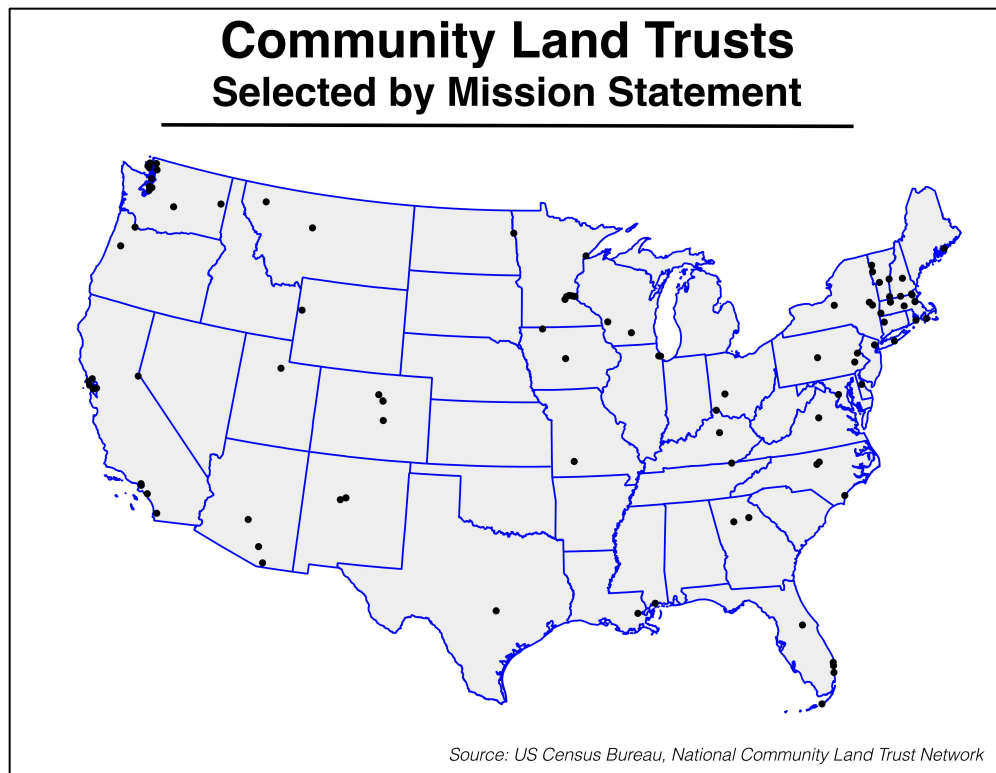 Community Land Trusts
Selected by Mission Statement
Source: US Census Bureau, National Community Land Trust Network